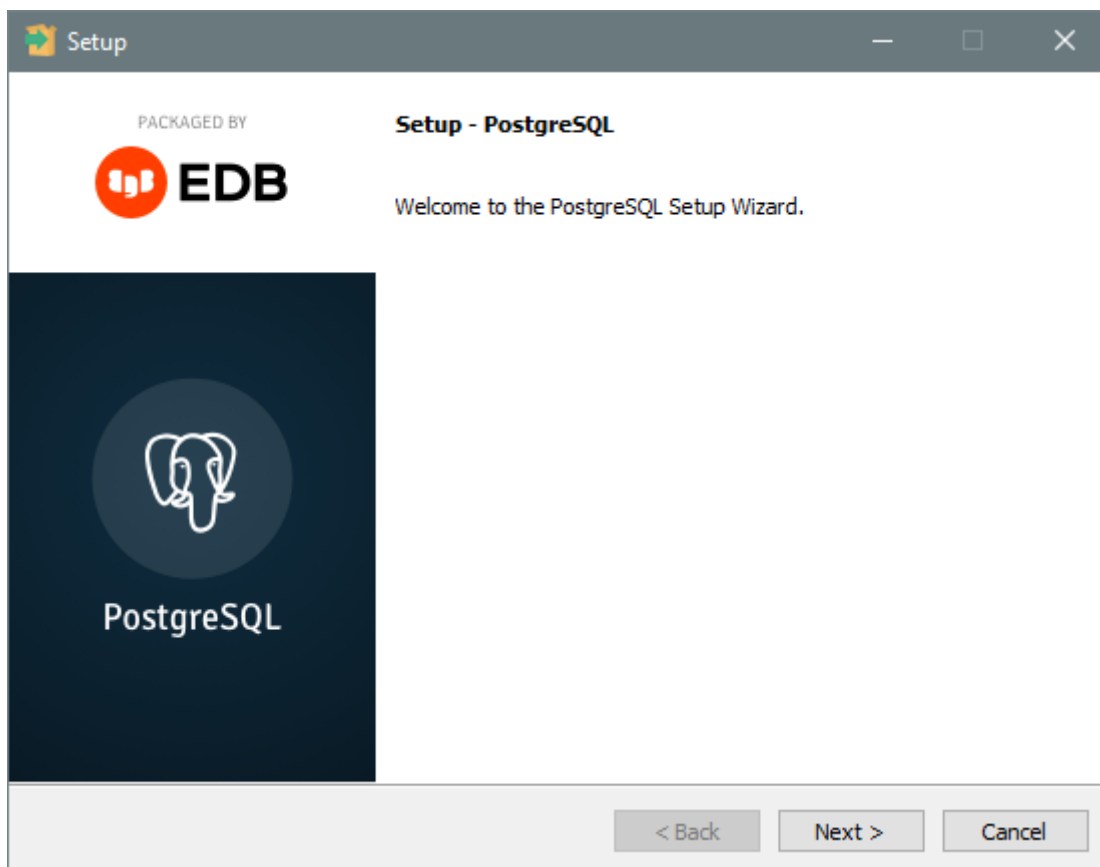 Setup
PACKAGED BY
EDB
Setup - PostgreSQL
Welcome to the PostgreSQL Setup Wizard.
PostgreSQL
< Back
Next >
Cancel